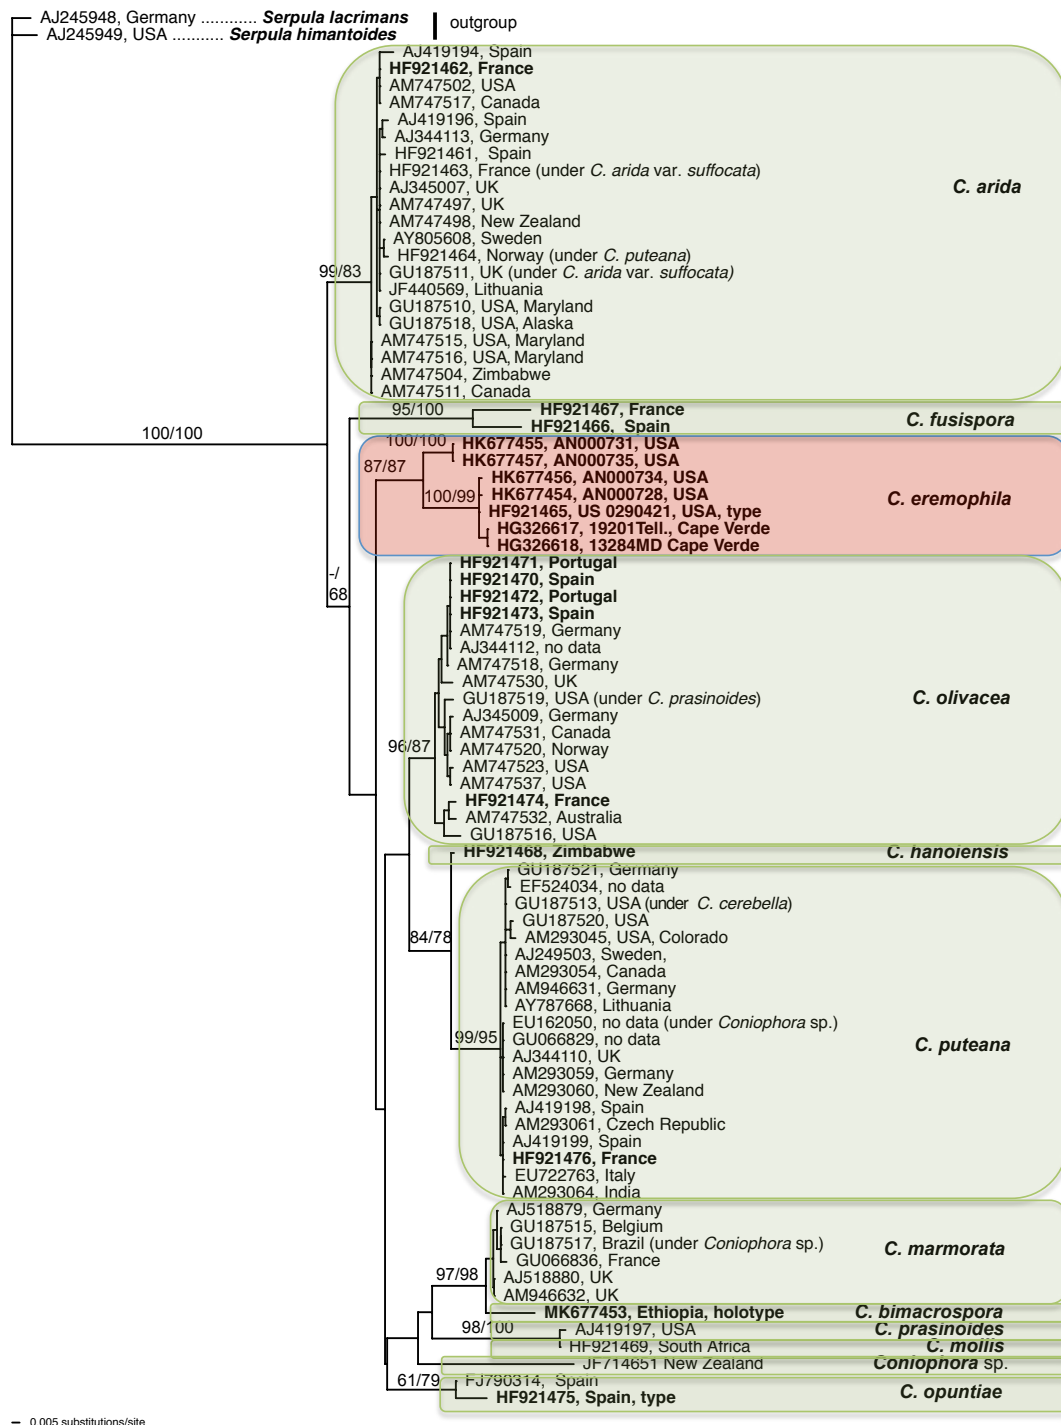 AJ245948, Germany ............ Serpula lacrimans
AJ245949, USA ........... Serpula himantoides
outgroup
AJ419194, Spain
HF921462, France
AM747502, USA
AM747517, Canada
AJ419196, Spain
AJ344113, Germany
HF921461, Spain
HF921463, France (under C. arida var. suffocata)
C. arida
AJ345007, UK
AM747497, UK
AM747498, New Zealand
AY805608, Sweden
HF921464, Norway (under C. puteana)
99/83
GU187511, UK (under C. arida var. suffocata)
JF440569, Lithuania
GU187510, USA, Maryland
GU187518, USA, Alaska
AM747515, USA, Maryland
AM747516, USA, Maryland
AM747504, Zimbabwe
AM747511, Canada
95/100
HF921467, France
C. fusispora
HF921466, Spain
100/100
100/100
HK677455, AN000731, USA
HK677457, AN000735, USA
87/87
HK677456, AN000734, USA
100/99
HK677454, AN000728, USA
C. eremophila
HF921465, US 0290421, USA, type
HG326617, 19201Tell., Cape Verde
HG326618, 13284MD Cape Verde
HF921471, Portugal
-/
68
HF921470, Spain
HF921472, Portugal
HF921473, Spain
AM747519, Germany
AJ344112, no data
AM747518, Germany
AM747530, UK
GU187519, USA (under C. prasinoides)
C. olivacea
AJ345009, Germany
AM747531, Canada
96/87
AM747520, Norway
AM747523, USA
AM747537, USA
HF921474, France
AM747532, Australia
GU187516, USA
HF921468, Zimbabwe
C. hanoiensis
GU187521, Germany
EF524034, no data
GU187513, USA (under C. cerebella)
GU187520, USA
84/78
AM293045, USA, Colorado
AJ249503, Sweden,
AM293054, Canada
AM946631, Germany
AY787668, Lithuania
EU162050, no data (under Coniophora sp.)
99/95
GU066829, no data
C. puteana
AJ344110, UK
AM293059, Germany
AM293060, New Zealand
AJ419198, Spain
AM293061, Czech Republic
AJ419199, Spain
HF921476, France
EU722763, Italy
AM293064, India
AJ518879, Germany
GU187515, Belgium
GU187517, Brazil (under Coniophora sp.)
C. marmorata
GU066836, France
97/98
AJ518880, UK
AM946632, UK
MK677453, Ethiopia, holotype
C. bimacrospora
98/100
AJ419197, USA
C. prasinoides
HF921469, South Africa
C. mollis
JF714651 New Zealand
Coniophora sp.
61/79
FJ790314, Spain
C. opuntiae
HF921475, Spain, type
0.005 substitutions/site